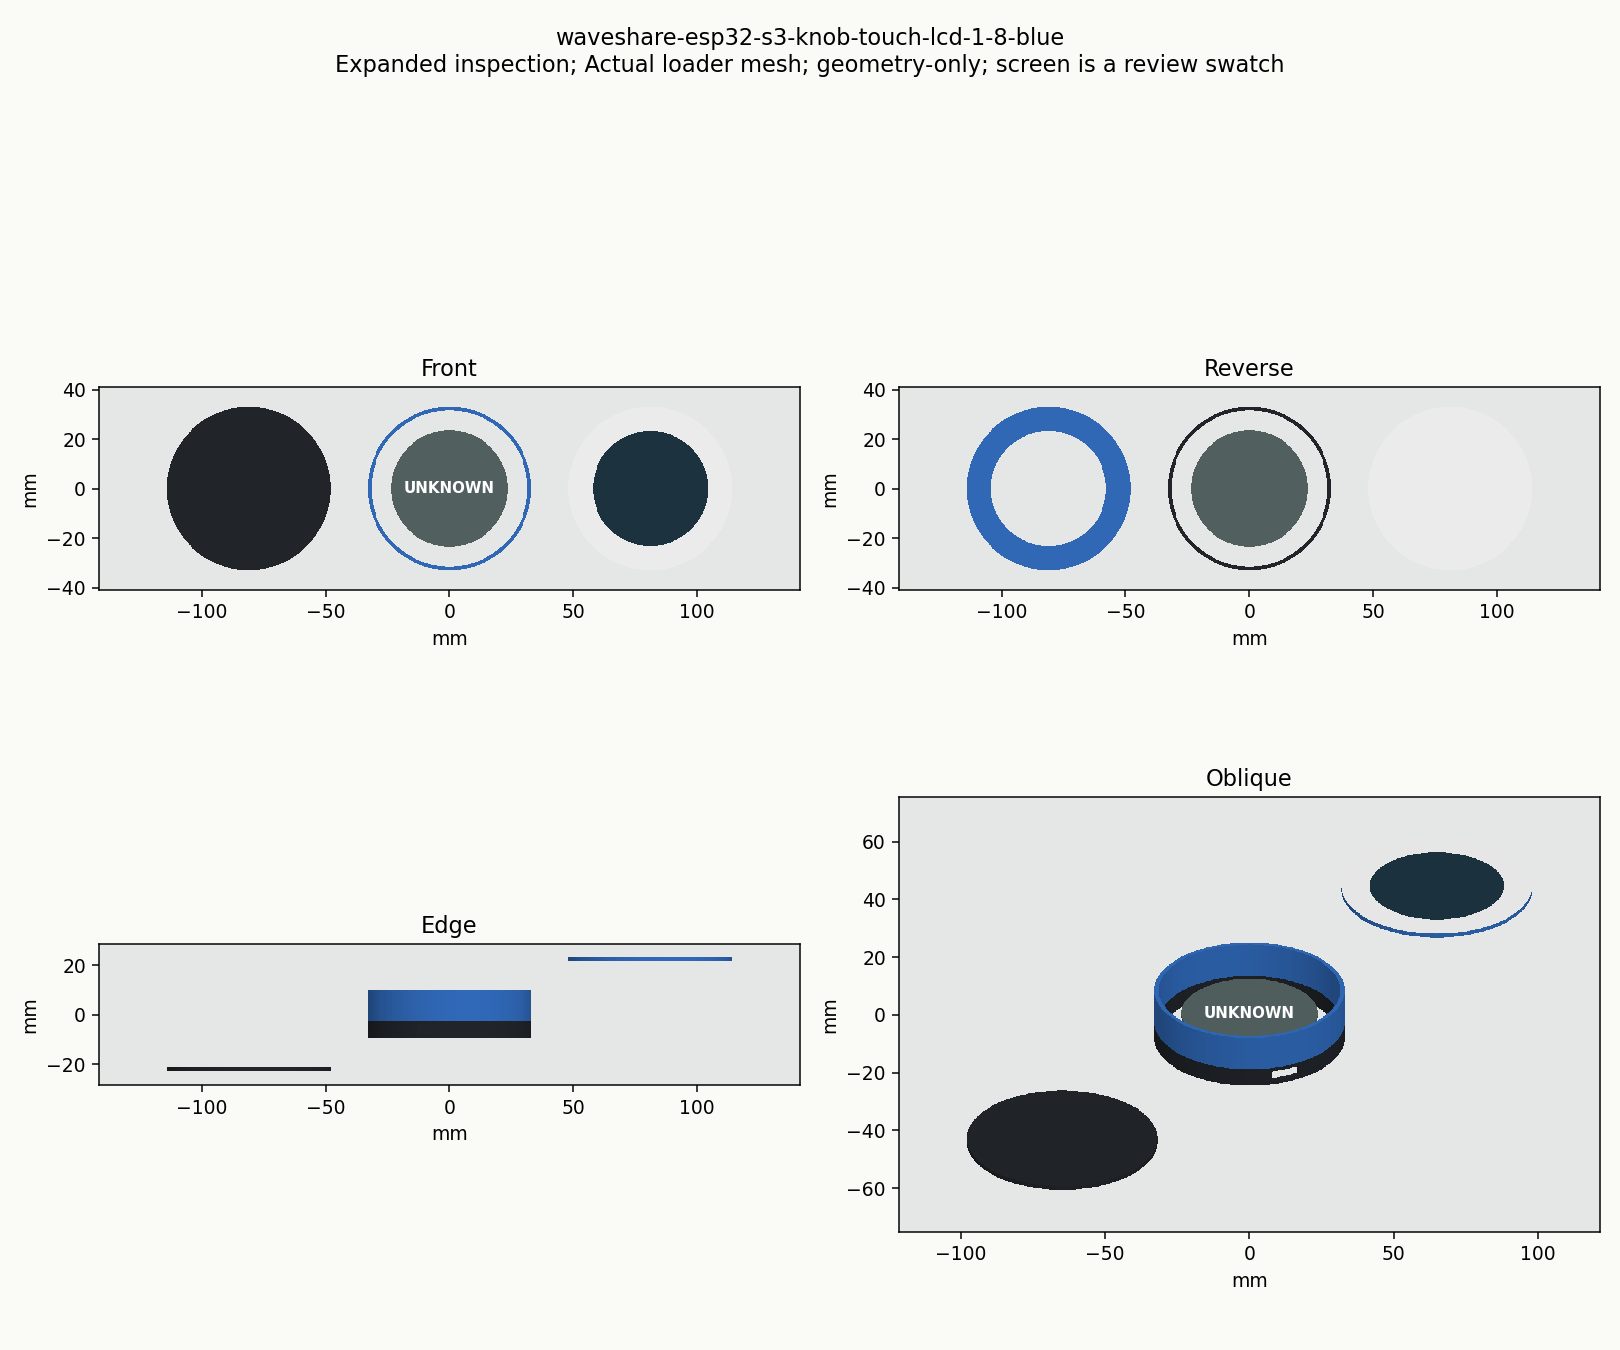 waveshare-esp32-s3-knob-touch-lcd-1-8-blue
Expanded inspection; Actual loader mesh; geometry-only; screen is a review swatch
Front
40
20
0
−20
−40
mm
UNKNOWN
−100
−50
0
50
100
mm
Reverse
40
20
0
−20
−40
mm
−100
−50
0
50
100
mm
Edge
20
0
−20
mm
−100
−50
0
50
100
mm
Oblique
60
40
20
0
−20
−40
−60
mm
UNKNOWN
−100
−50
0
50
100
mm